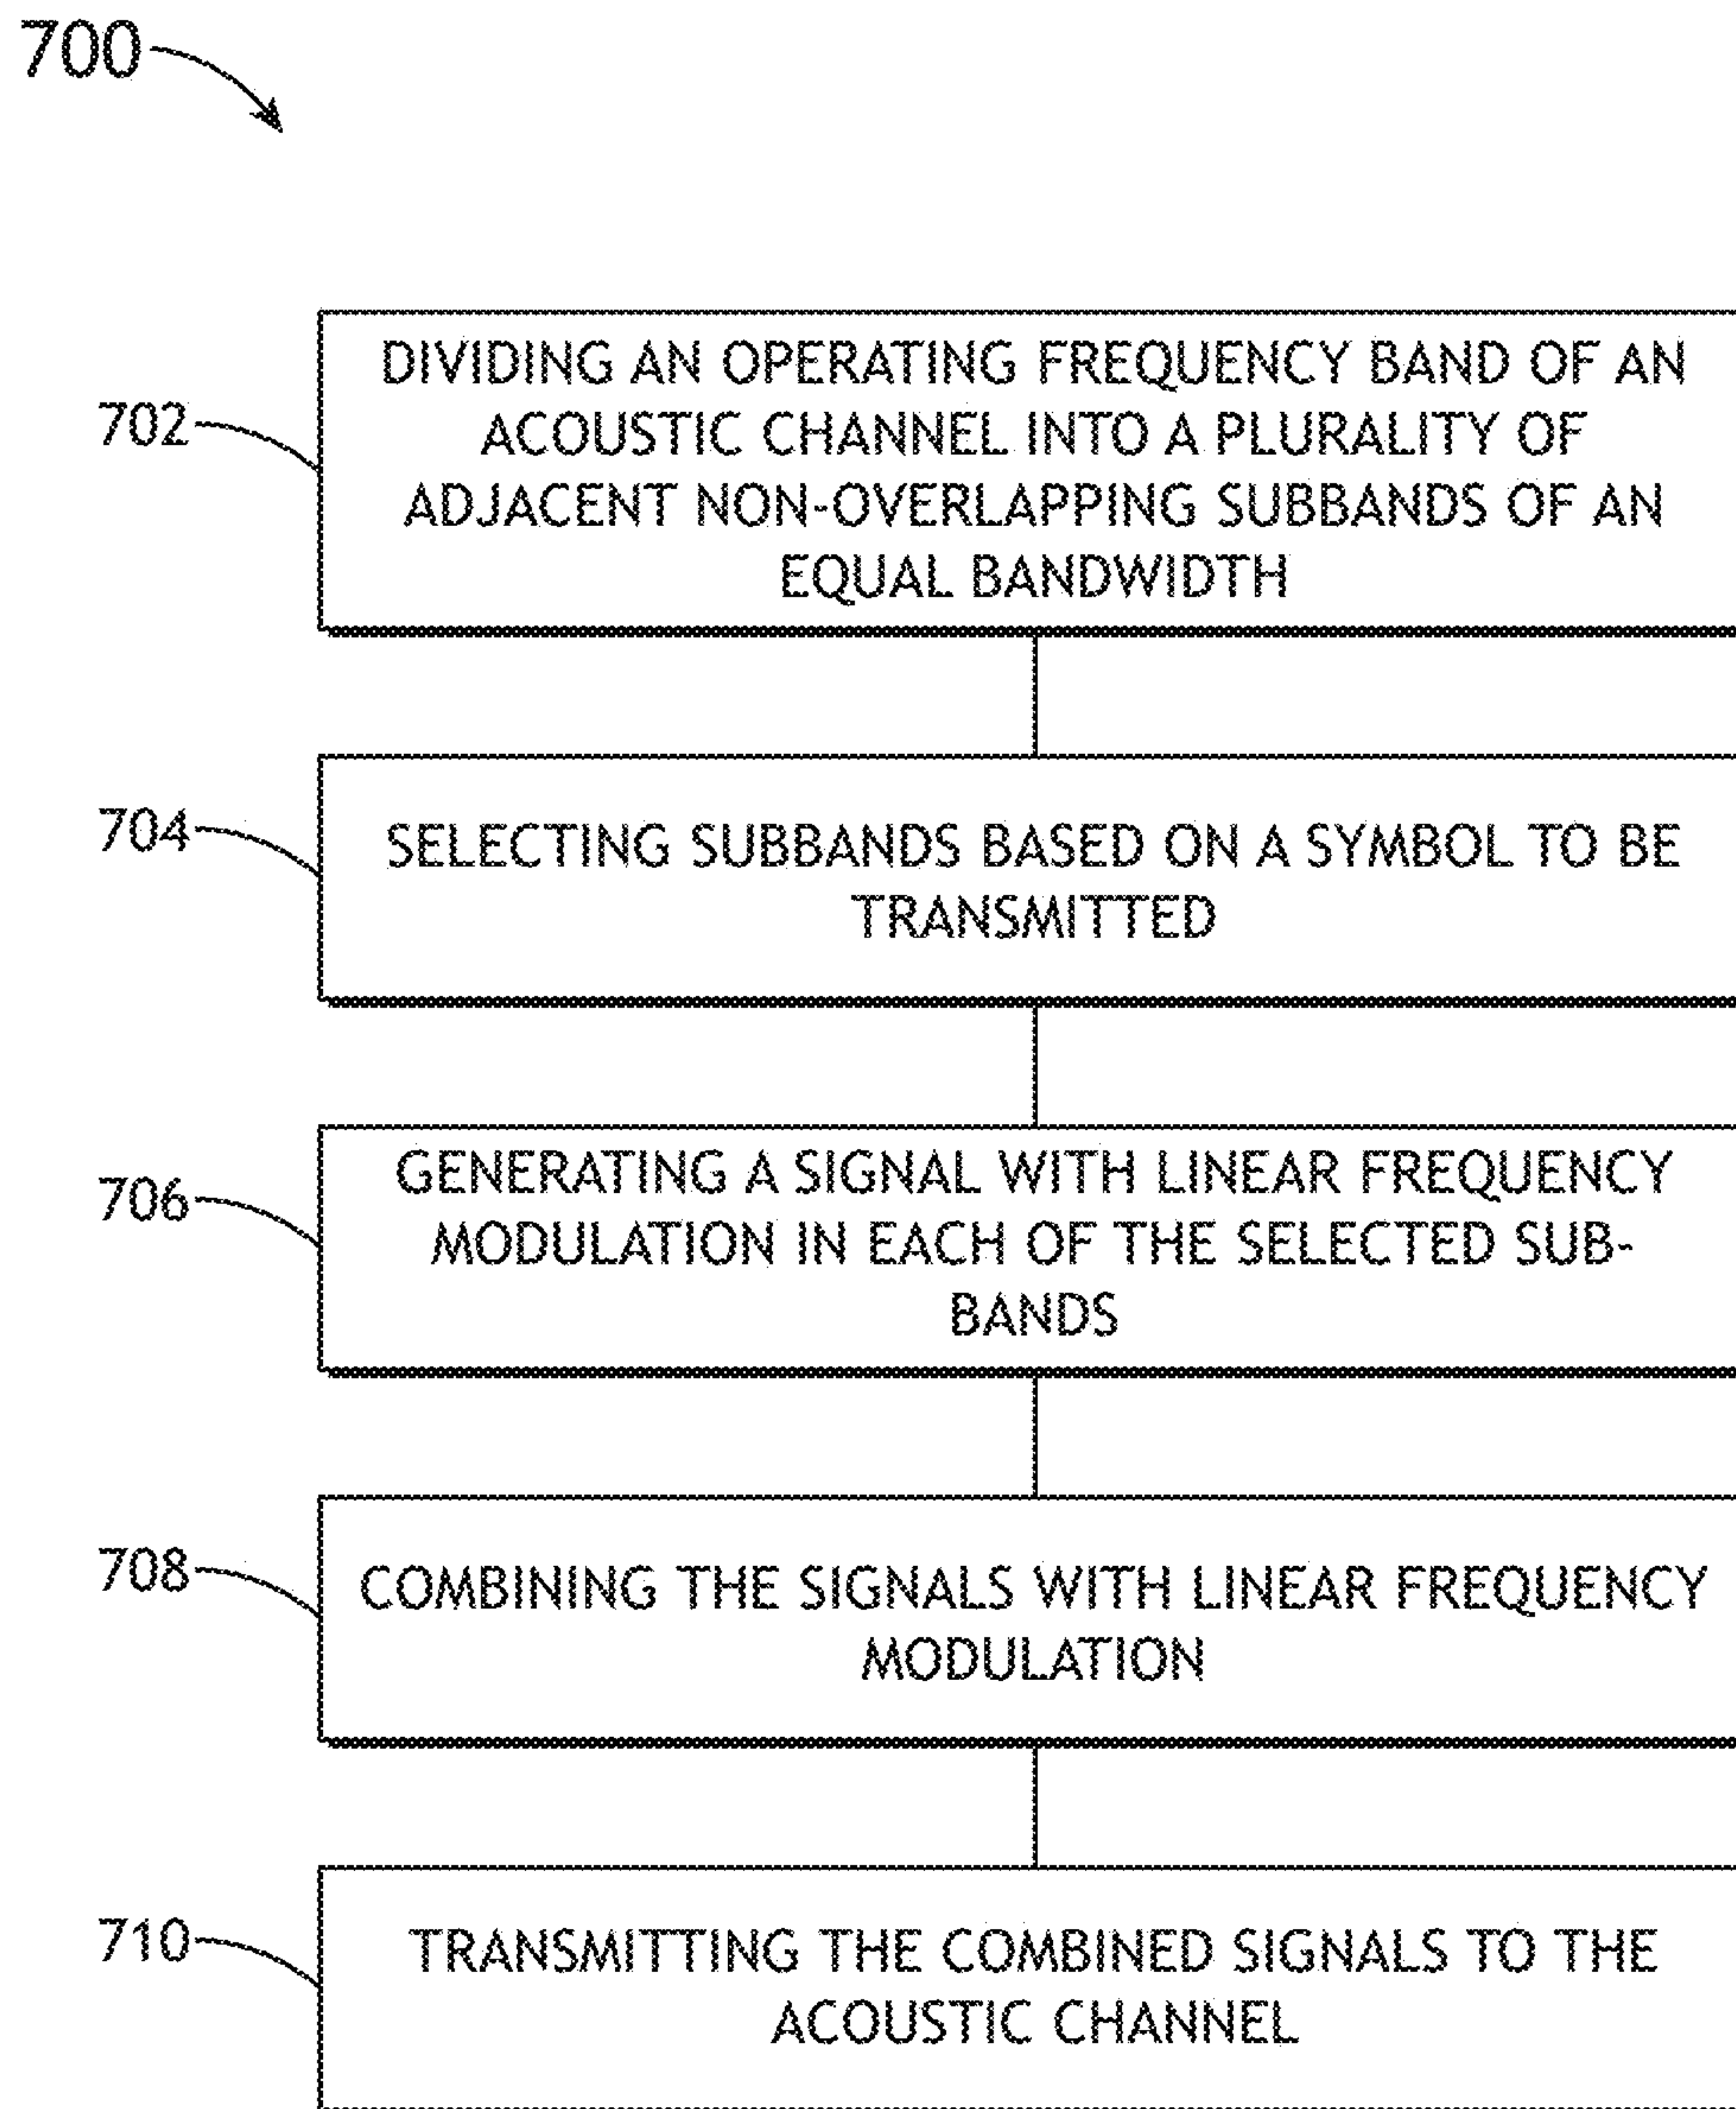 700
702
DIVIDING AN OPERATING FREQUENCY BAND OF AN
ACOUSTIC CHANNEL INTO A PLURALITY OF
ADJACENT NON-OVERLAPPING SUBBANDS OF AN
EQUAL BANDWIDTH
704
SELECTING SUBBANDS BASED ON A SYMBOL TO BE
TRANSMITTED
706
GENERATING A SIGNAL WITH LINEAR FREQUENCY
MODULATION IN EACH OF THE SELECTED SUB-
BANDS
708
COMBINING THE SIGNALS WITH LINEAR FREQUENCY
MODULATION
710
TRANSMITTING THE COMBINED SIGNALS TO THE
ACOUSTIC CHANNEL